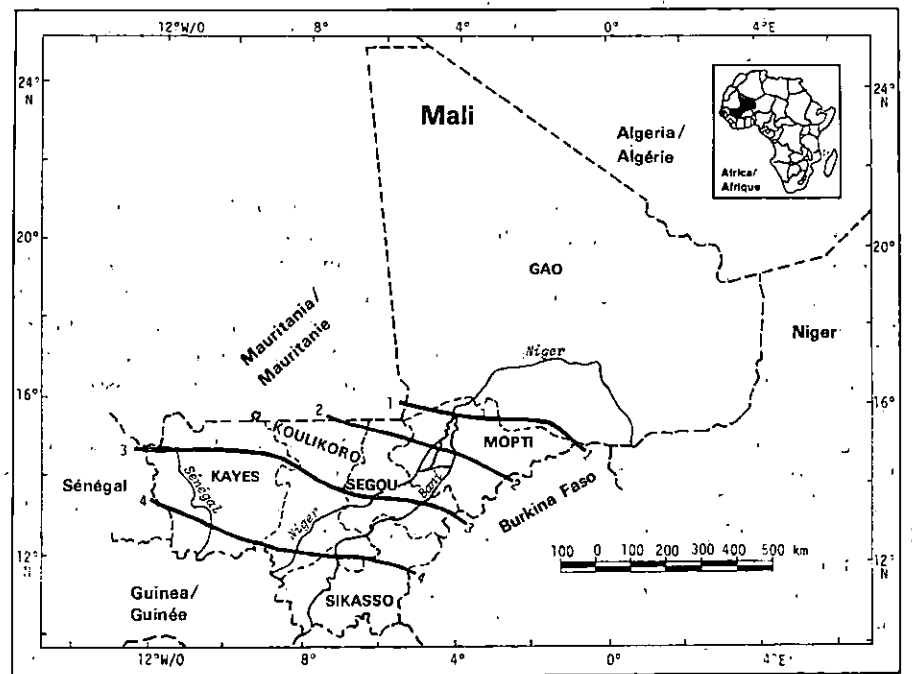 12°W/O 8° 4° 0° 4°E
24°
N
Mali
Algeria/
Algérie
Africa/
Afrique
24°
N
20°
20°
GAO
Mauritania/
Mauritanie
Niger
Niger
16°
16°
1
2
3
4
KOULIKORO
MOPTI
KAYES
SEGOU
Sénégal
Sénégal
Bani
Niger
Burkina Faso
12°
N
12°
N
100 0 100 200 300 400 500 km
Guinea/
Guinée
SIKASSO
12°W/O 8° 4° 0° 4°E